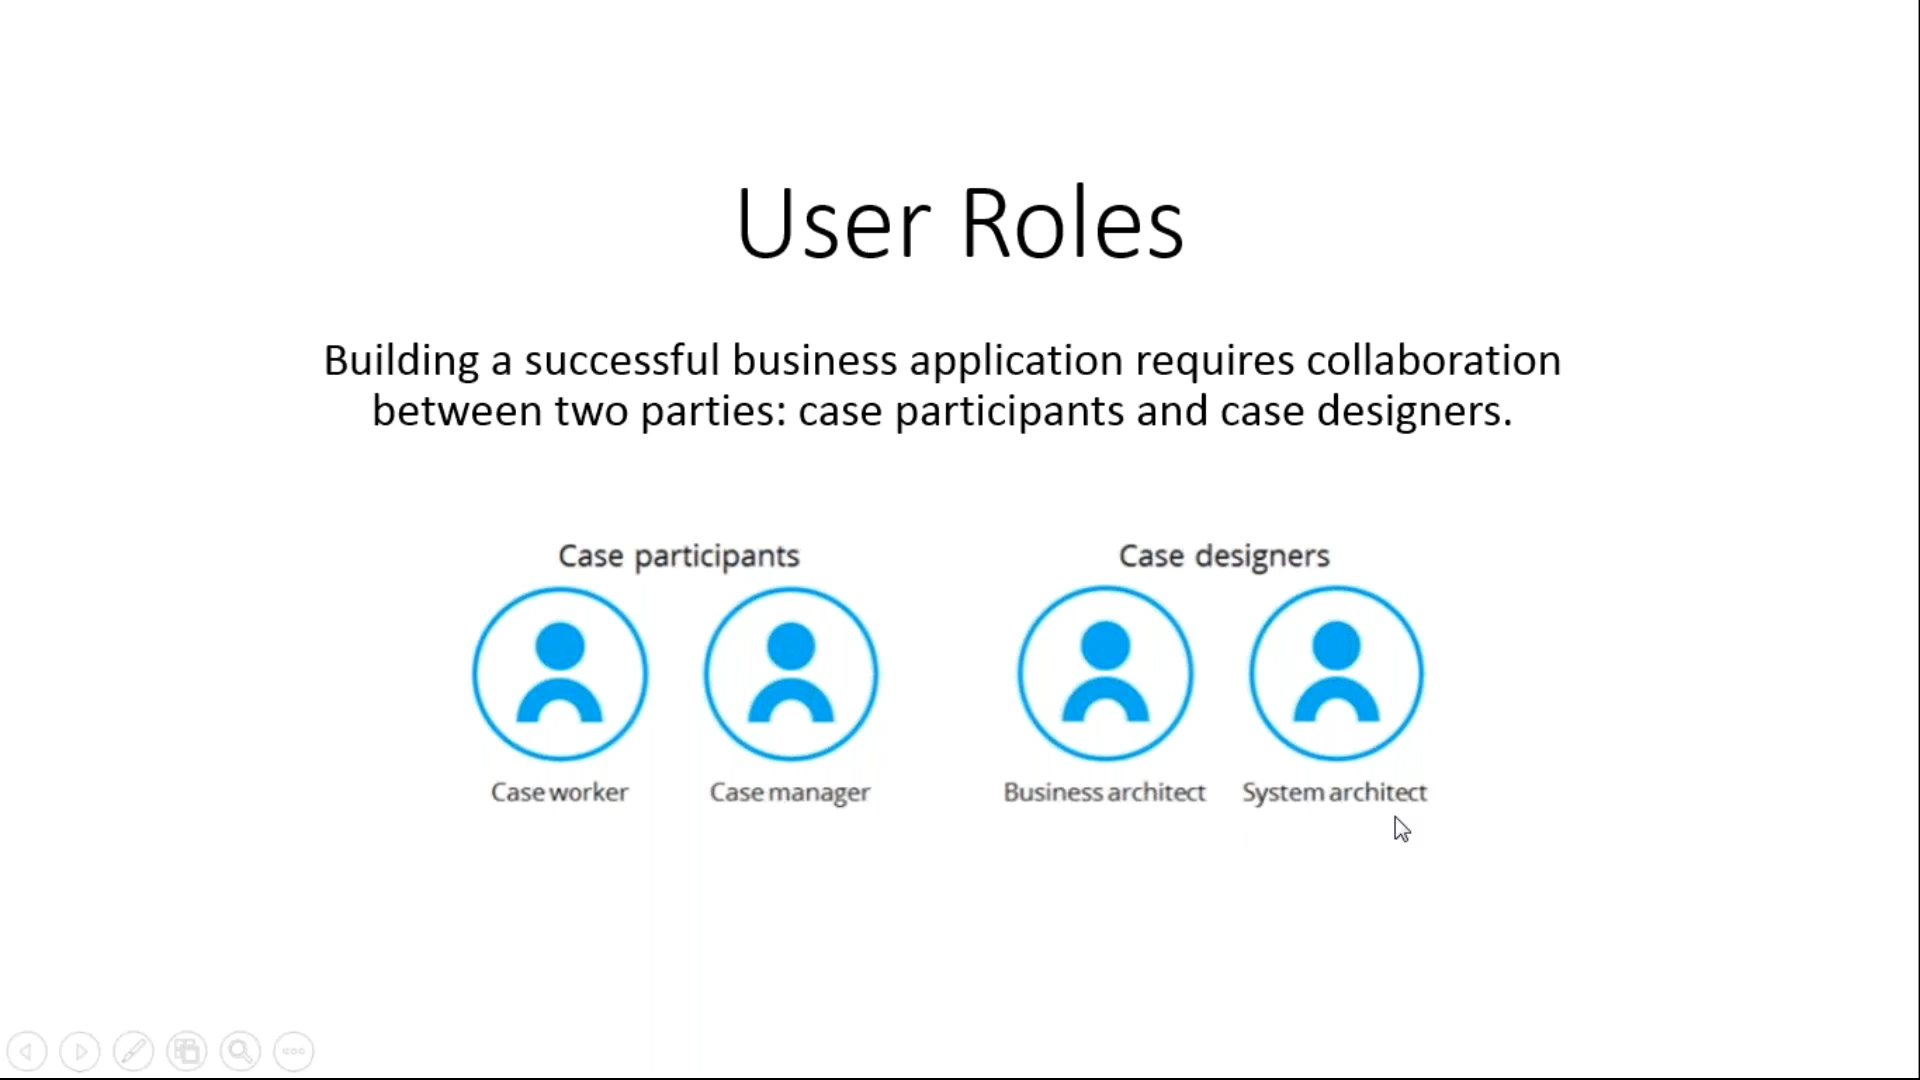 User Roles
Building a successful business application requires collaboration
between two parties: case participants and case designers.
Case participants
Case designers
Case worker
Case manager
Business architect
System architect